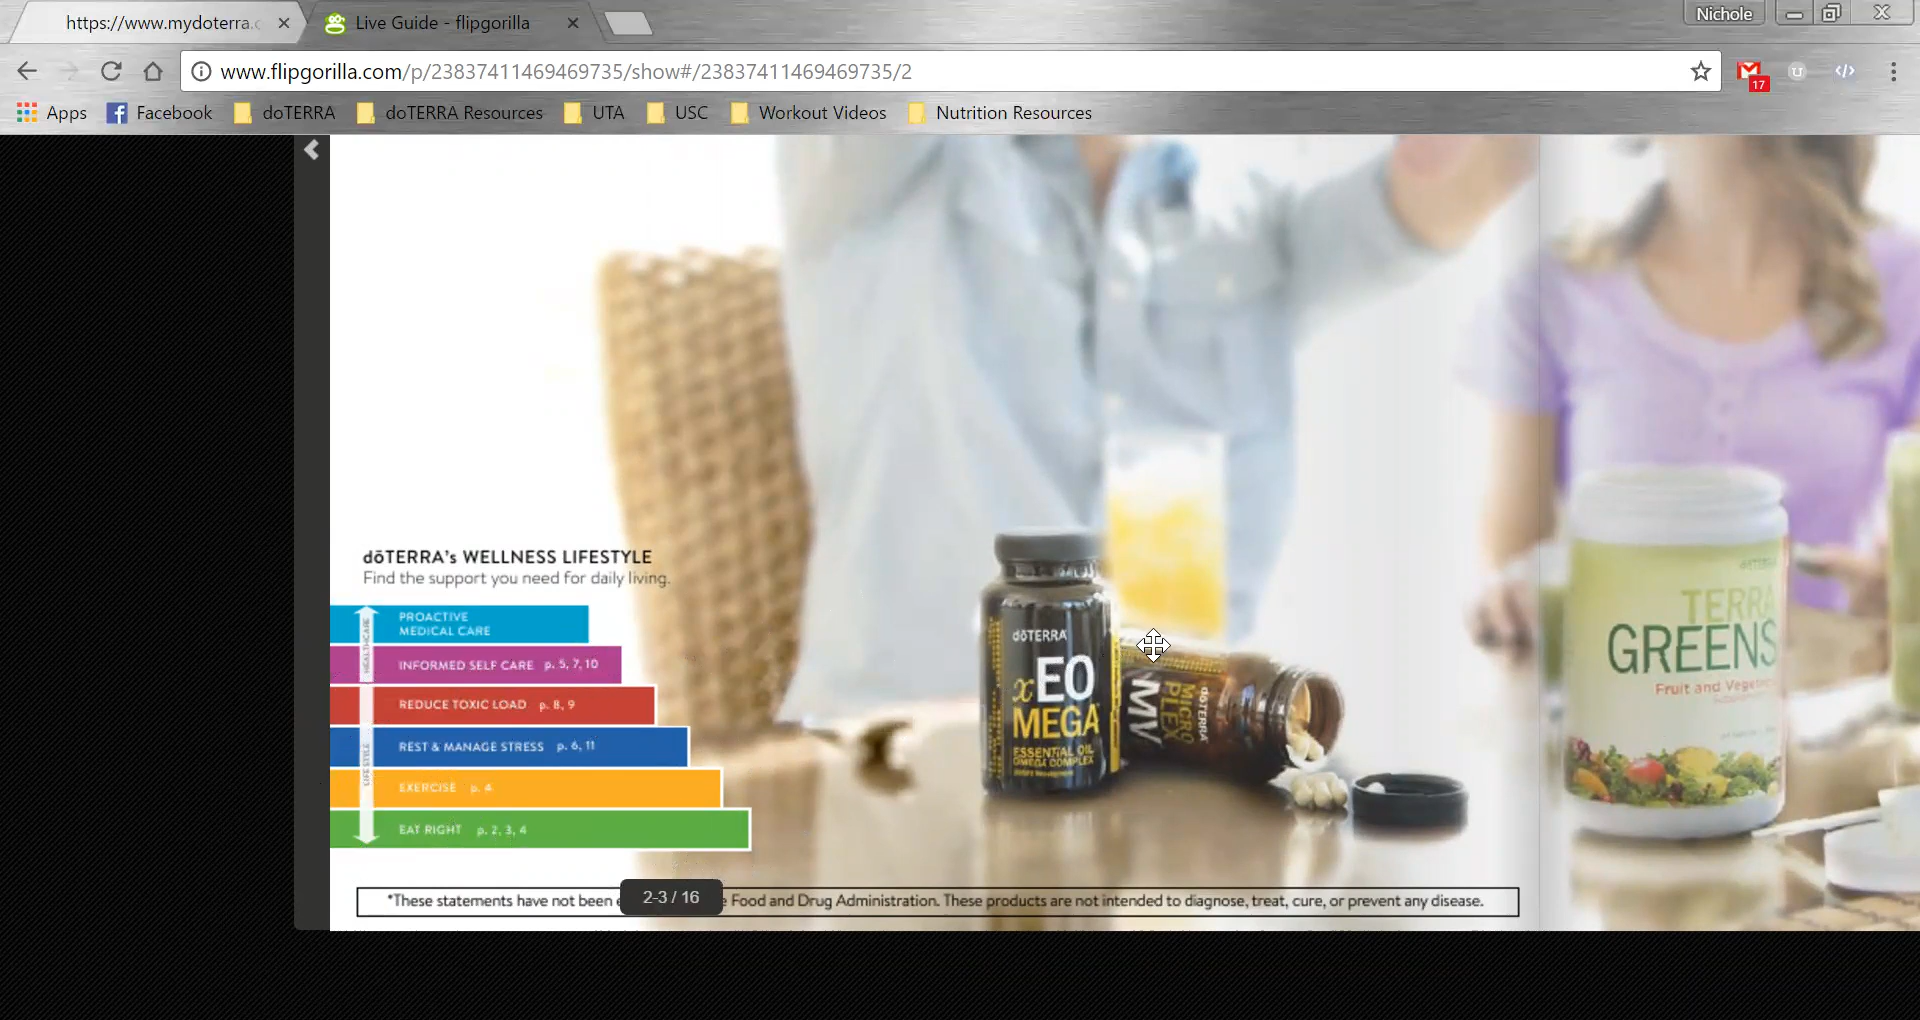 https://www.mydoterra.c
Live Guide - flipgorilla
Nichole
www.flipgorilla.com/p/23837411469469735/show#/23837411469469735/2
17
Apps
Facebook
doTERRA
doTERRA Resources
UTA
USC
Workout Videos
Nutrition Resources
dōTERRA's WELLNESS LIFESTYLE
Find the support you need for daily living.
HEALTHCARE
LIFESTYLE
PROACTIVE
MEDICAL CARE
INFORMED SELF CARE p. 5, 7, 10
REDUCE TOXIC LOAD p. 8, 9
REST & MANAGE STRESS p. 6, 11
EXERCISE p. 4
EAT RIGHT p. 2, 3, 4
dōTERRA
xEO
MEGA
ESSENTIAL OIL
OMEGA COMPLEX
dōTERRA
MICRO
PLEX
MV
dōTERRA
TERRA
GREENS
Fruit and
*These statements have not been
2-3 / 16
Food and Drug Administration. These products are not intended to diagnose, treat, cure, or prevent any disease.